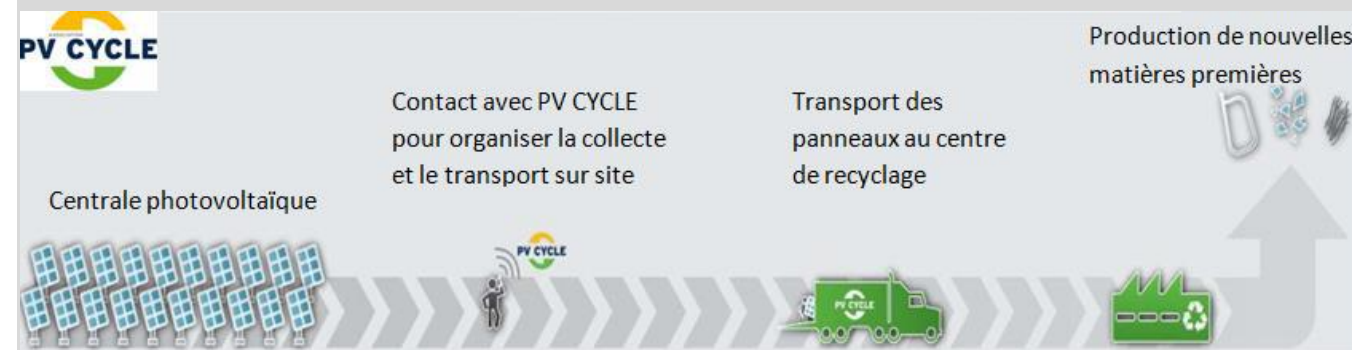 PV CYCLE
Production de nouvelles
matières premières
Contact avec PV CYCLE
pour organiser la collecte
et le transport sur site
Transport des
panneaux au centre
de recyclage
Centrale photovoltaïque
PV CYCLE
PV CYCLE